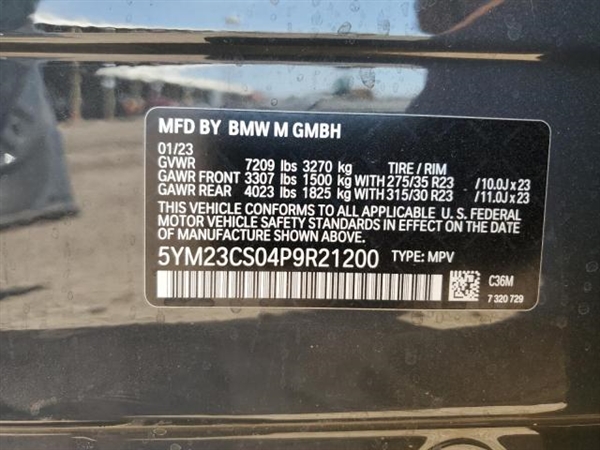 MFD BY BMW M GMBH
01/23
GVWR 7209 lbs 3270 kg TIRE / RIM
GAWR FRONT 3307 lbs 1500 kg WITH 275/35 R23 /10.0J x 23
GAWR REAR 4023 lbs 1825 kg WITH 315/30 R23 /11.0J x 23
THIS VEHICLE CONFORMS TO ALL APPLICABLE U. S. FEDERAL
MOTOR VEHICLE SAFETY STANDARDS IN EFFECT ON THE DATE OF
MANUFACTURE SHOWN ABOVE.
5YM23CS04P9R21200 TYPE: MPV
C36M
7 320 729